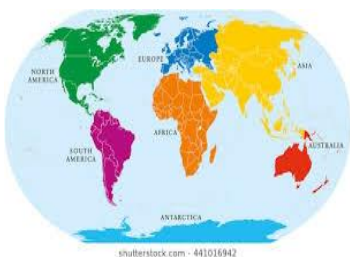 NORTH
AMERICA
EUROPE
ASIA
AFRICA
SOUTH
AMERICA
AUSTRALIA
ANTARCTICA
shutterstock.com · 441016942